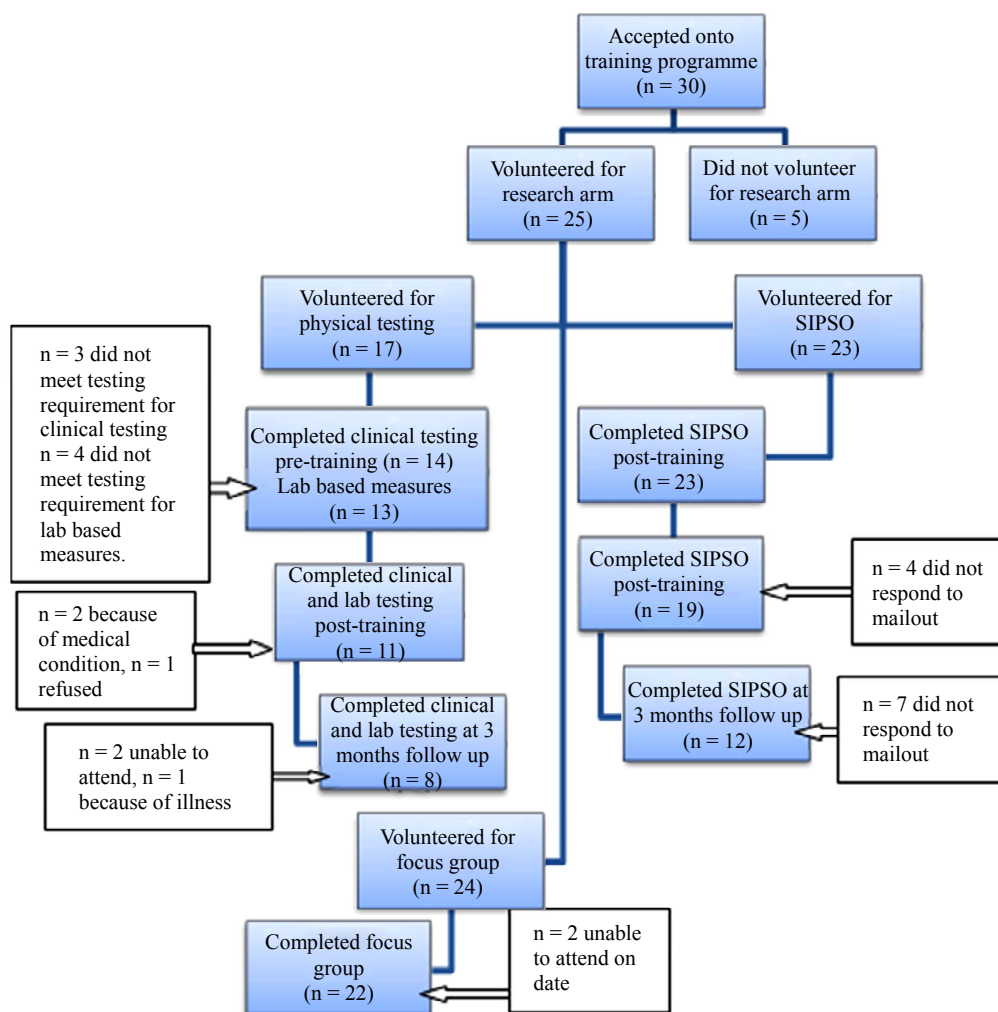 Accepted onto
training programme
(n = 30)
Volunteered for
research arm
(n = 25)
Did not volunteer
for research arm
(n = 5)
Volunteered for
physical testing
(n = 17)
Volunteered for
SIPSO
(n = 23)
n = 3 did not
meet testing
requirement for
clinical testing
n = 4 did not
meet testing
requirement for
lab based
measures.
Completed clinical testing
pre-training (n = 14)
Lab based measures
(n = 13)
Completed SIPSO
post-training
(n = 23)
Completed SIPSO
post-training
(n = 19)
n = 4 did not
respond to
mailout
n = 2 because
of medical
condition, n = 1
refused
Completed clinical
and lab testing
post-training
(n = 11)
Completed SIPSO at
3 months follow up
(n = 12)
n = 7 did not
respond to
mailout
n = 2 unable to
attend, n = 1
because of illness
Completed clinical
and lab testing at 3
months follow up
(n = 8)
Volunteered for
focus group
(n = 24)
Completed focus
group
(n = 22)
n = 2 unable
to attend on
date